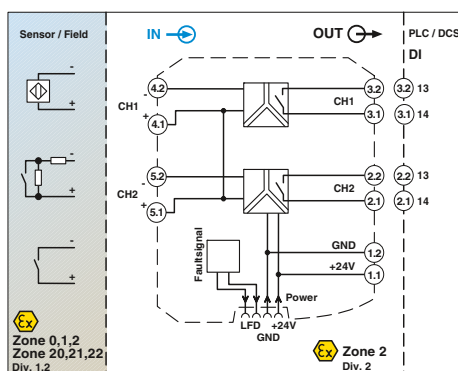 Sensor / Field
IN
OUT
PLC / DCS
DI
-
+
4.2
-
CH1
+
4.1
3.2
CH1
3.1
3.2 13
3.1 14
-
+
5.2
-
CH2
+
5.1
2.2
CH2
2.1
2.2 13
2.1 14
-
+
Faultsignal
GND
1.2
+24V
1.1
Power
LFD
+24V
GND
Ex
Zone 0,1,2
Zone 20,21,22
Div. 1,2
Ex
Zone 2
Div. 2